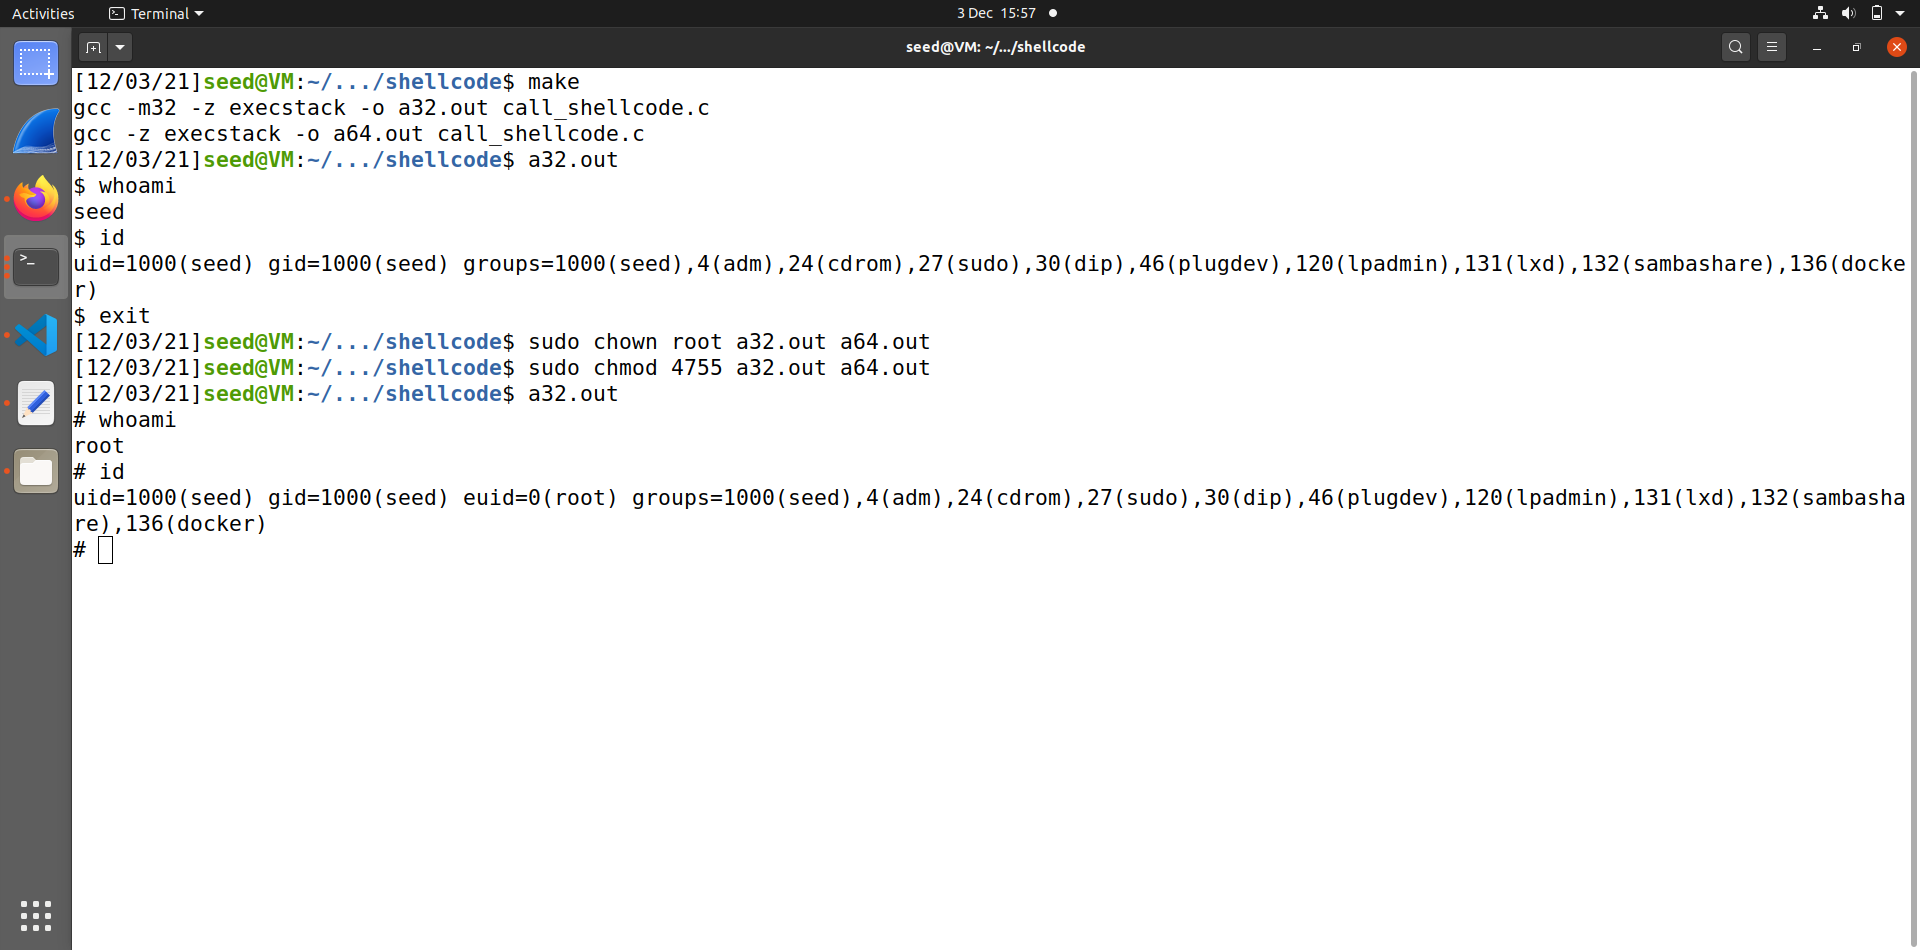 Activities
Terminal
3 Dec 15:57
seed@VM: ~/.../shellcode
[12/03/21]seed@VM:~/.../shellcode$ make
gcc -m32 -z execstack -o a32.out call_shellcode.c
gcc -z execstack -o a64.out call_shellcode.c
[12/03/21]seed@VM:~/.../shellcode$ a32.out
$ whoami
seed
$ id
uid=1000(seed) gid=1000(seed) groups=1000(seed),4(adm),24(cdrom),27(sudo),30(dip),46(plugdev),120(lpadmin),131(lxd),132(sambashare),136(docke
r)
$ exit
[12/03/21]seed@VM:~/.../shellcode$ sudo chown root a32.out a64.out
[12/03/21]seed@VM:~/.../shellcode$ sudo chmod 4755 a32.out a64.out
[12/03/21]seed@VM:~/.../shellcode$ a32.out
# whoami
root
# id
uid=1000(seed) gid=1000(seed) euid=0(root) groups=1000(seed),4(adm),24(cdrom),27(sudo),30(dip),46(plugdev),120(lpadmin),131(lxd),132(sambasha
re),136(docker)
#